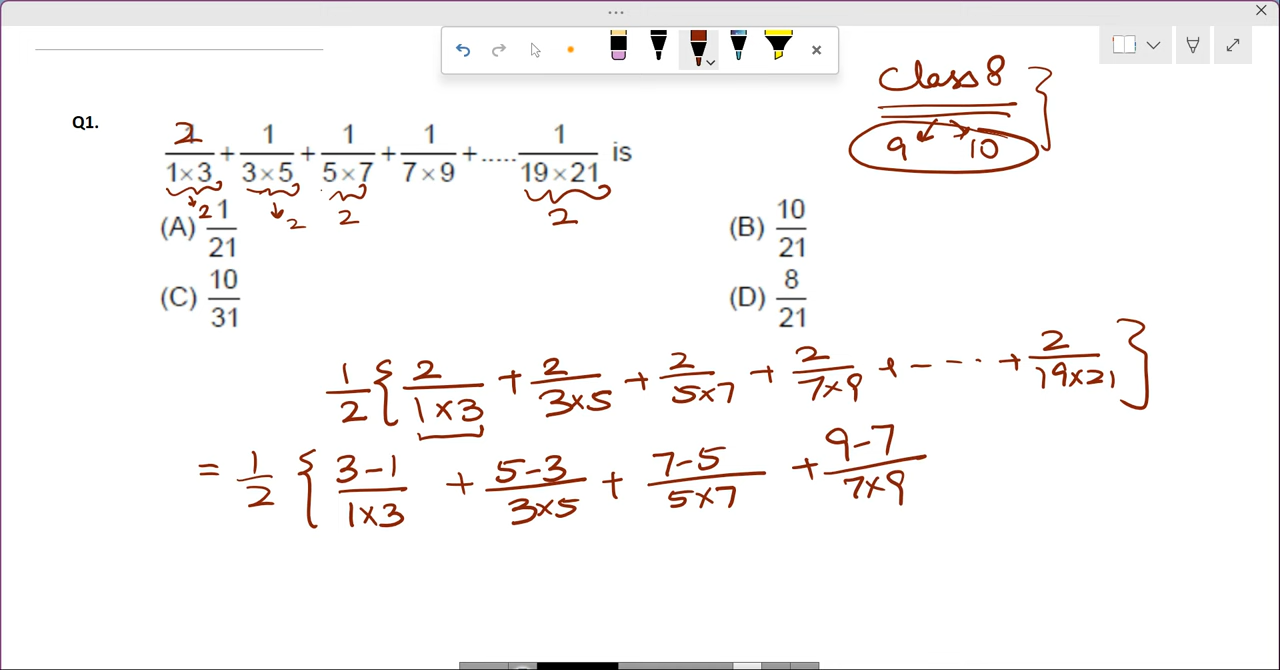 Class 8
9 10
Q1. 2/(1×3) + 1/(3×5) + 1/(5×7) + 1/(7×9) + ..... 1/(19×21) is
2 2 2 2
(A) 1/21 (B) 10/21
(C) 10/31 (D) 8/21
1/2 { 2/(1×3) + 2/(3×5) + 2/(5×7) + 2/(7×9) + - - - · + 2/(19×21) }
= 1/2 { (3-1)/(1×3) + (5-3)/(3×5) + (7-5)/(5×7) + (9-7)/(7×9)